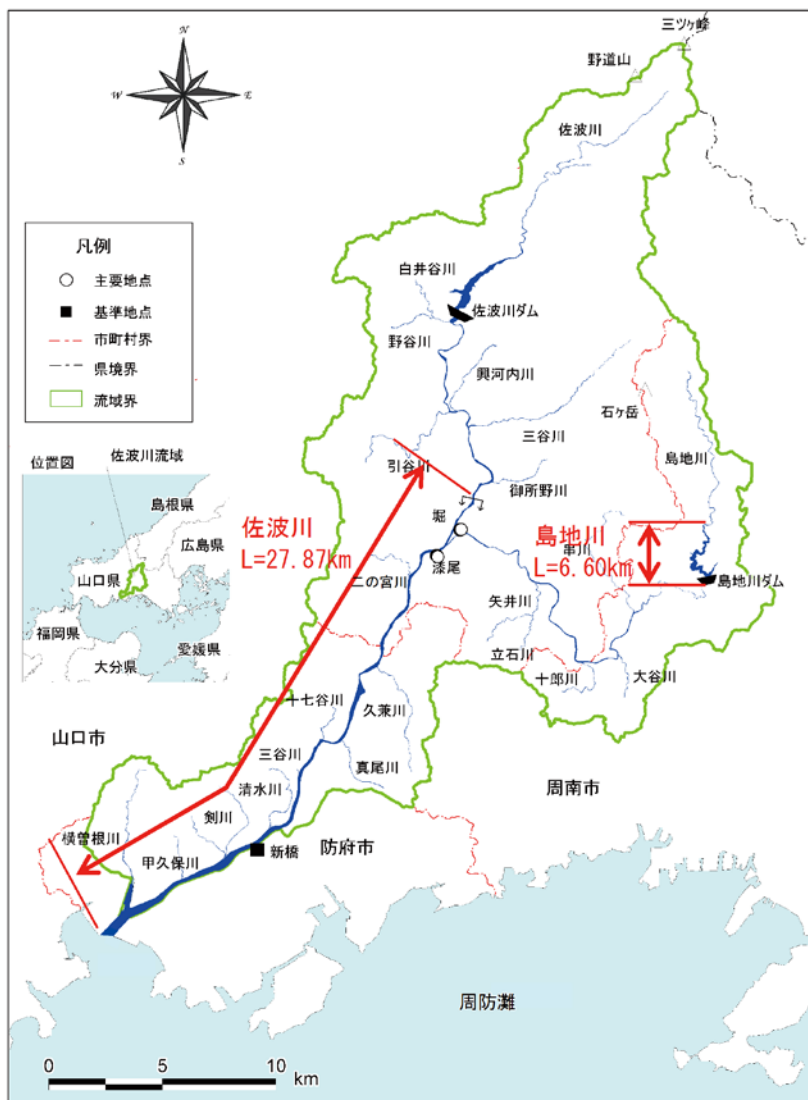 三ツヶ峰
野道山
N
W
E
S
佐波川
凡例
主要地点
基準地点
市町村界
県境界
流域界
白井谷川
佐波川ダム
野谷川
興河内川
石ヶ岳
三谷川
島地川
位置図
佐波川流域
引谷川
御所野川
島根県
広島県
山口県
福岡県
愛媛県
大分県
佐波川
L=27.87km
堀
漆尾
串川
島地川
L=6.60km
島地川ダム
二の宮川
矢井川
立石川
十郎川
大谷川
十七谷川
久兼川
山口市
三谷川
真尾川
清水川
周南市
剣川
横曽根川
防府市
新橋
甲久保川
周防灘
0
5
10
km